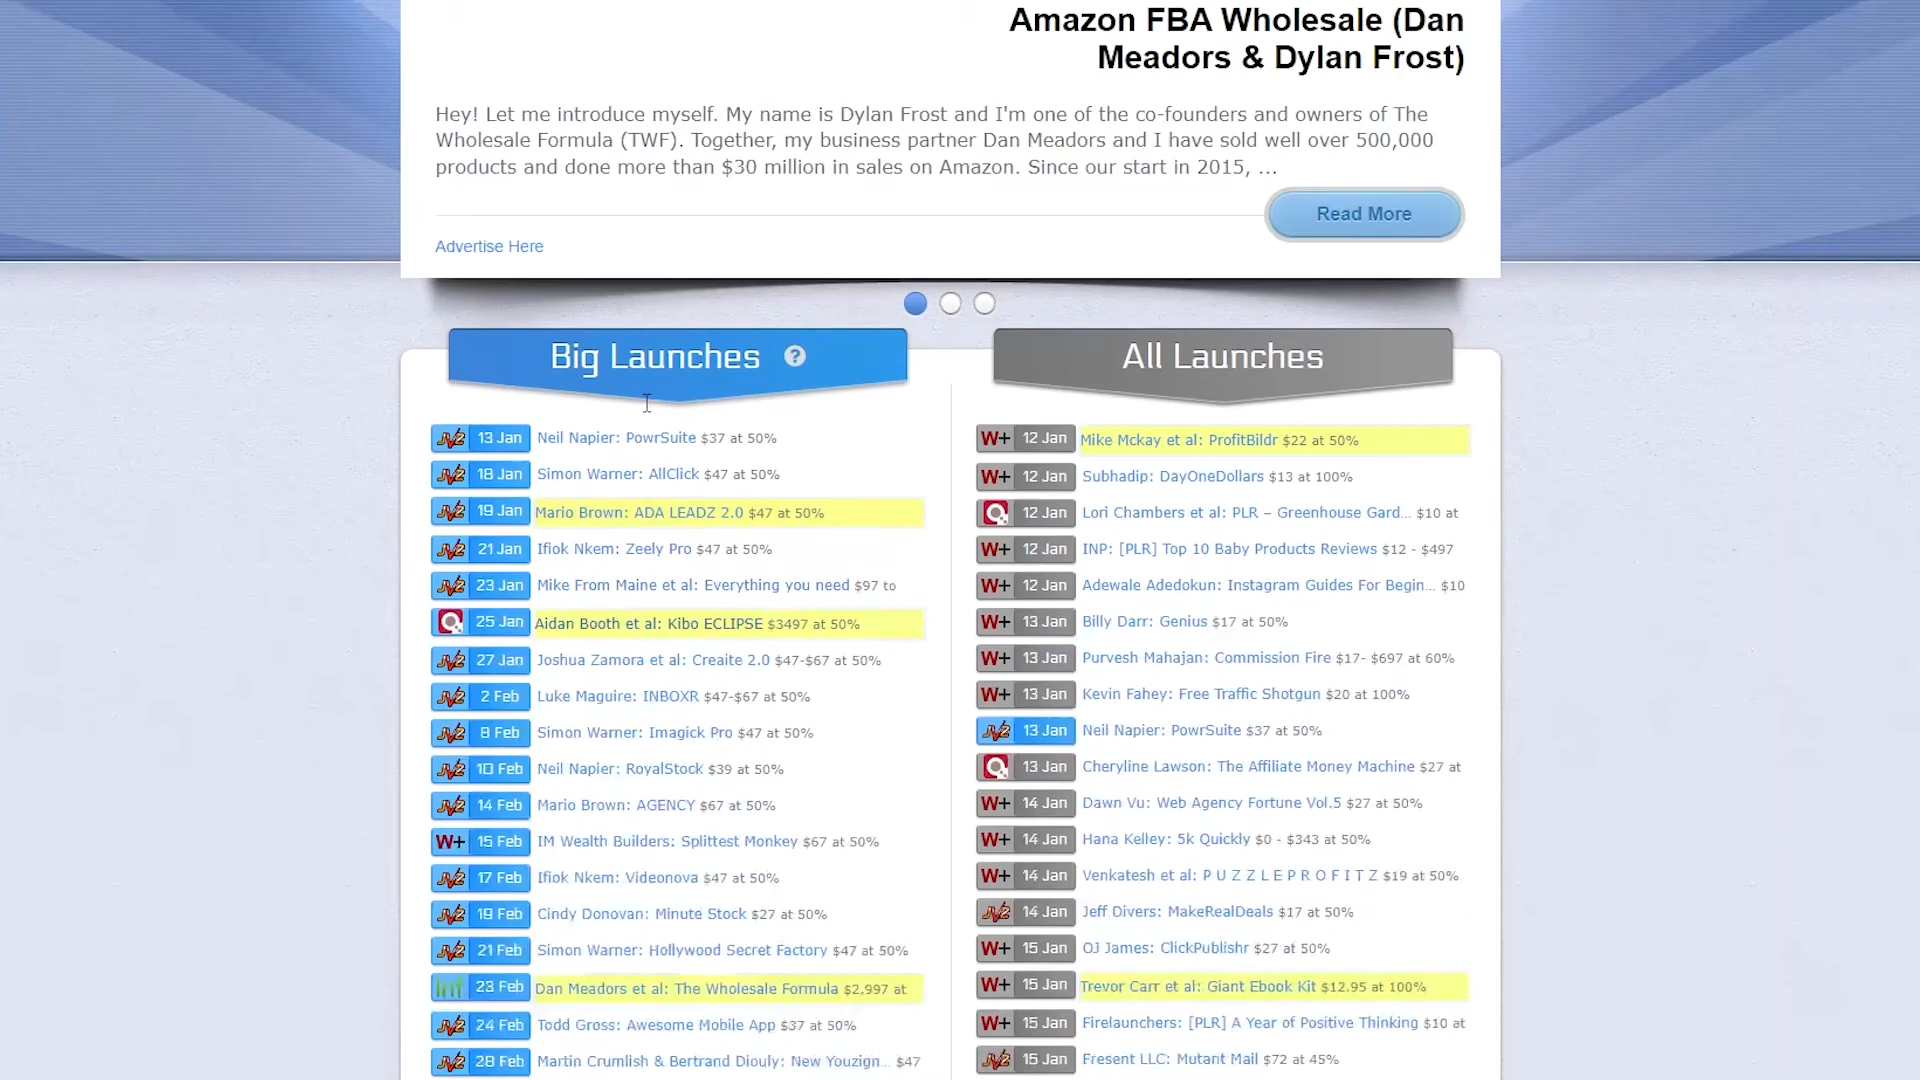 Amazon FBA Wholesale (Dan
Meadors & Dylan Frost)
Hey! Let me introduce myself. My name is Dylan Frost and I'm one of the co-founders and owners of The
Wholesale Formula (TWF). Together, my business partner Dan Meadors and I have sold well over 500,000
products and done more than $30 million in sales on Amazon. Since our start in 2015, ...
Read More
Advertise Here
Big Launches ?
JV2 13 Jan Neil Napier: PowrSuite $37 at 50%
JV2 18 Jan Simon Warner: AllClick $47 at 50%
JV2 19 Jan Mario Brown: ADA LEADZ 2.0 $47 at 50%
JV2 21 Jan Ifiok Nkem: Zeely Pro $47 at 50%
JV2 23 Jan Mike From Maine et al: Everything you need $97 to
25 Jan Aidan Booth et al: Kibo ECLIPSE $3497 at 50%
JV2 27 Jan Joshua Zamora et al: Creaite 2.0 $47-$67 at 50%
JV2 2 Feb Luke Maguire: INBOXR $47-$67 at 50%
JV2 8 Feb Simon Warner: Imagick Pro $47 at 50%
JV2 10 Feb Neil Napier: RoyalStock $39 at 50%
JV2 14 Feb Mario Brown: AGENCY $67 at 50%
W+ 15 Feb IM Wealth Builders: Splittest Monkey $67 at 50%
JV2 17 Feb Ifiok Nkem: Videonova $47 at 50%
JV2 19 Feb Cindy Donovan: Minute Stock $27 at 50%
JV2 21 Feb Simon Warner: Hollywood Secret Factory $47 at 50%
23 Feb Dan Meadors et al: The Wholesale Formula $2,997 at
JV2 24 Feb Todd Gross: Awesome Mobile App $37 at 50%
JV2 28 Feb Martin Crumlish & Bertrand Diouly: New Youzign... $47
All Launches
W+ 12 Jan Mike Mckay et al: ProfitBildr $22 at 50%
W+ 12 Jan Subhadip: DayOneDollars $13 at 100%
12 Jan Lori Chambers et al: PLR – Greenhouse Gard... $10 at
W+ 12 Jan INP: [PLR] Top 10 Baby Products Reviews $12 - $497
W+ 12 Jan Adewale Adedokun: Instagram Guides For Begin... $10
W+ 13 Jan Billy Darr: Genius $17 at 50%
W+ 13 Jan Purvesh Mahajan: Commission Fire $17- $697 at 60%
W+ 13 Jan Kevin Fahey: Free Traffic Shotgun $20 at 100%
JV2 13 Jan Neil Napier: PowrSuite $37 at 50%
13 Jan Cheryline Lawson: The Affiliate Money Machine $27 at
W+ 14 Jan Dawn Vu: Web Agency Fortune Vol.5 $27 at 50%
W+ 14 Jan Hana Kelley: 5k Quickly $0 - $343 at 50%
W+ 14 Jan Venkatesh et al: P U Z Z L E P R O F I T Z $19 at 50%
JV2 14 Jan Jeff Divers: MakeRealDeals $17 at 50%
W+ 15 Jan OJ James: ClickPublishr $27 at 50%
W+ 15 Jan Trevor Carr et al: Giant Ebook Kit $12.95 at 100%
W+ 15 Jan Firelaunchers: [PLR] A Year of Positive Thinking $10 at
JV2 15 Jan Fresent LLC: Mutant Mail $72 at 45%